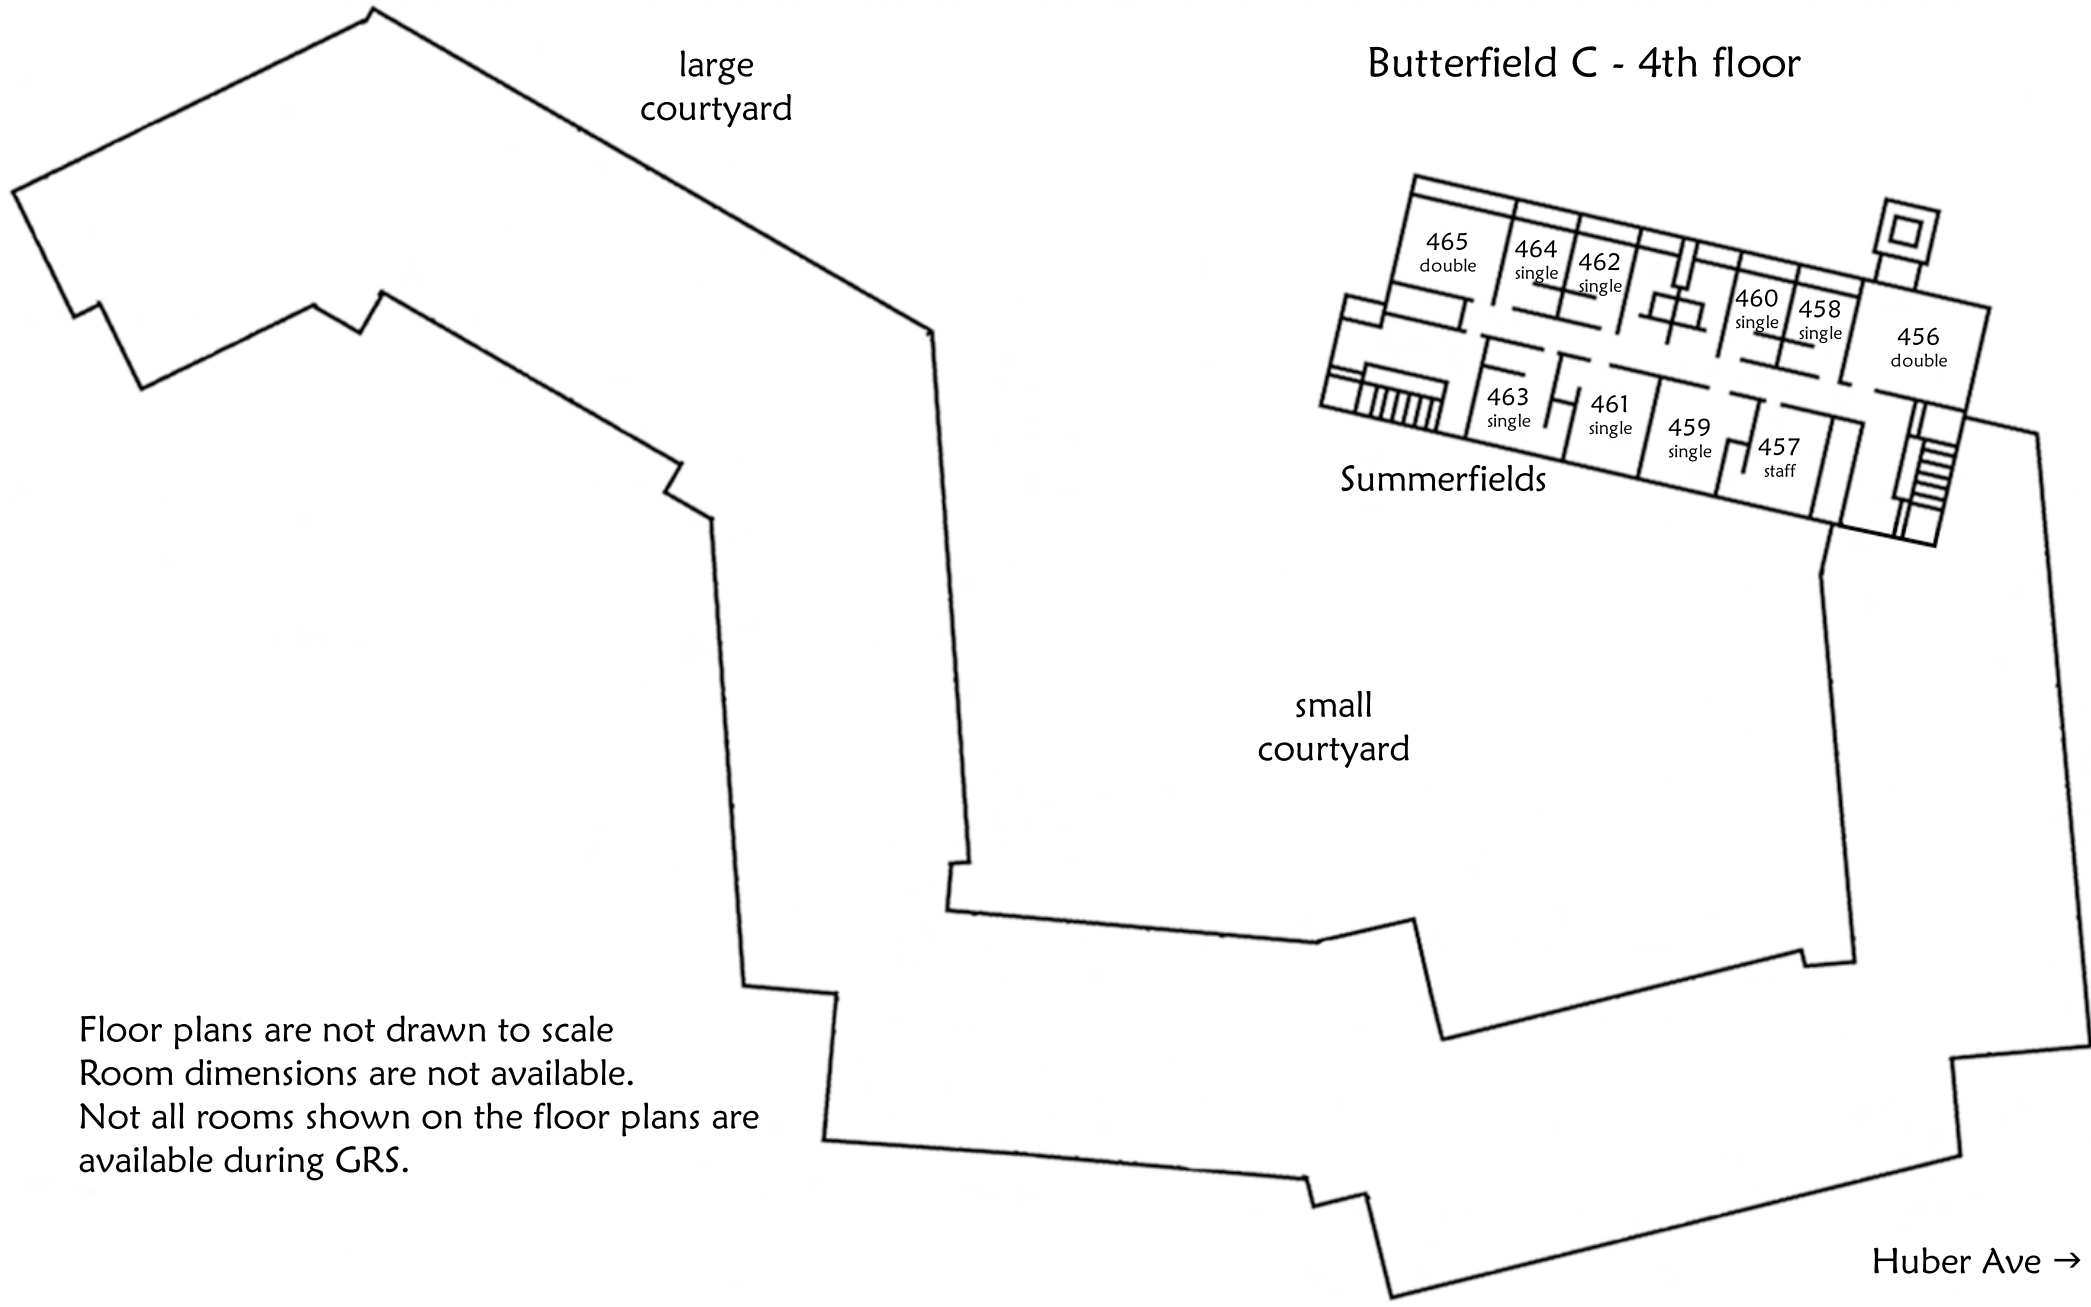 large
courtyard
Butterfield C - 4th floor
465
double
464
single
462
single
460
single
458
single
456
double
463
single
461
single
459
single
457
staff
Summerfields
small
courtyard
Floor plans are not drawn to scale
Room dimensions are not available.
Not all rooms shown on the floor plans are
available during GRS.
Huber Ave →